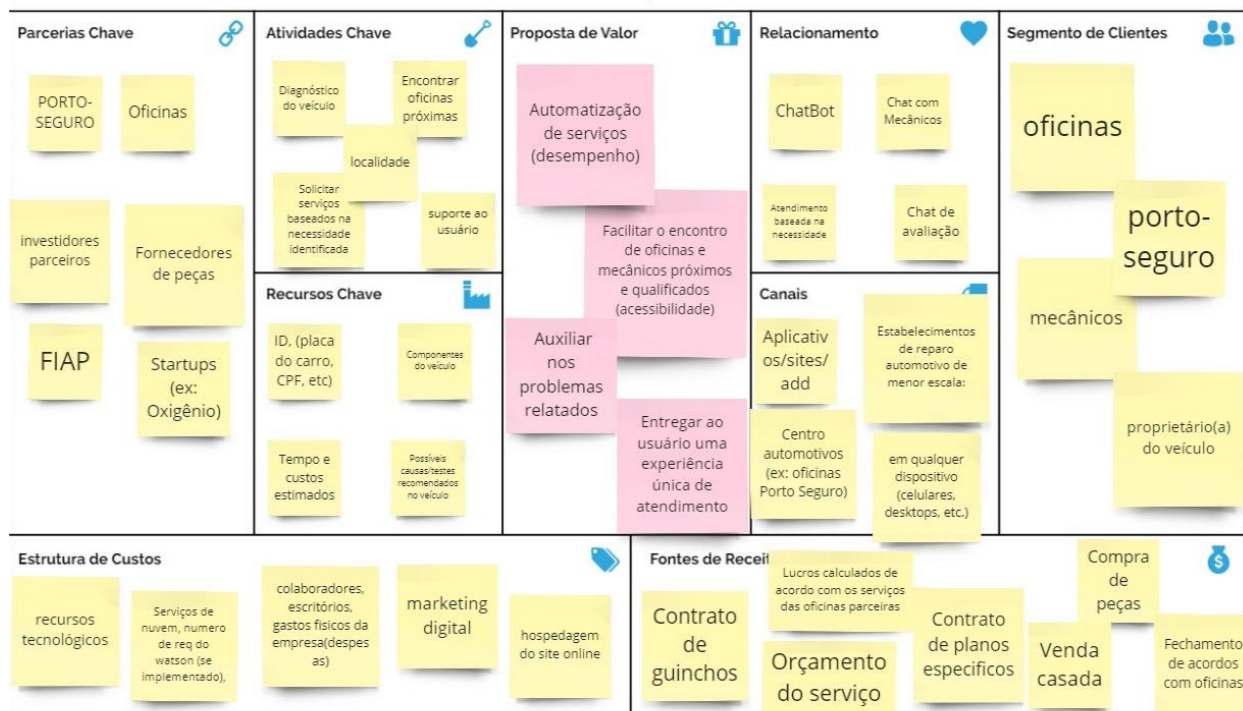 Parcerias Chave
PORTO-
SEGURO
Oficinas
investidores
parceiros
Fornecedores
de peças
FIAP
Startups
(ex:
Oxigênio)
Atividades Chave
Diagnóstico
do veículo
Encontrar
oficinas
próximas
localidade
Solicitar
serviços
baseados na
necessidade
identificada
suporte ao
usuário
Recursos Chave
ID, (placa
do carro,
CPF, etc)
Componentes
do veículo
Tempo e
custos
estimados
Possíveis
causas/testes
recomendados
no veículo
Proposta de Valor
Automatização
de serviços
(desempenho)
Facilitar o encontro
de oficinas e
mecânicos próximos
e qualificados
(acessibilidade)
Auxiliar
nos
problemas
relatados
Entregar ao
usuário uma
experiência
única de
atendimento
Relacionamento
ChatBot
Chat com
Mecânicos
Atendimento
baseada na
necessidade
Chat de
avaliação
Canais
Aplicativ
os/sites/
add
Estabelecimentos
de reparo
automotivo de
menor escala:
Centro
automotivos
(ex: oficinas
Porto Seguro)
em qualquer
dispositivo
(celulares,
desktops, etc.)
Segmento de Clientes
oficinas
porto-
seguro
mecânicos
proprietário(a)
do veículo
Estrutura de Custos
recursos
tecnológicos
Serviços de
nuvem, numero
de req do
watson (se
implementado),
colaboradores,
escritórios,
gastos fisicos da
empresa(despes
as)
marketing
digital
hospedagem
do site online
Fontes de Recei
Contrato
de
guinchos
Lucros calculados de
acordo com os serviços
das oficinas parceiras
Orçamento
do serviço
Contrato
de planos
especificos
Venda
casada
Compra
de
peças
Fechamento
de acordos
com oficinas